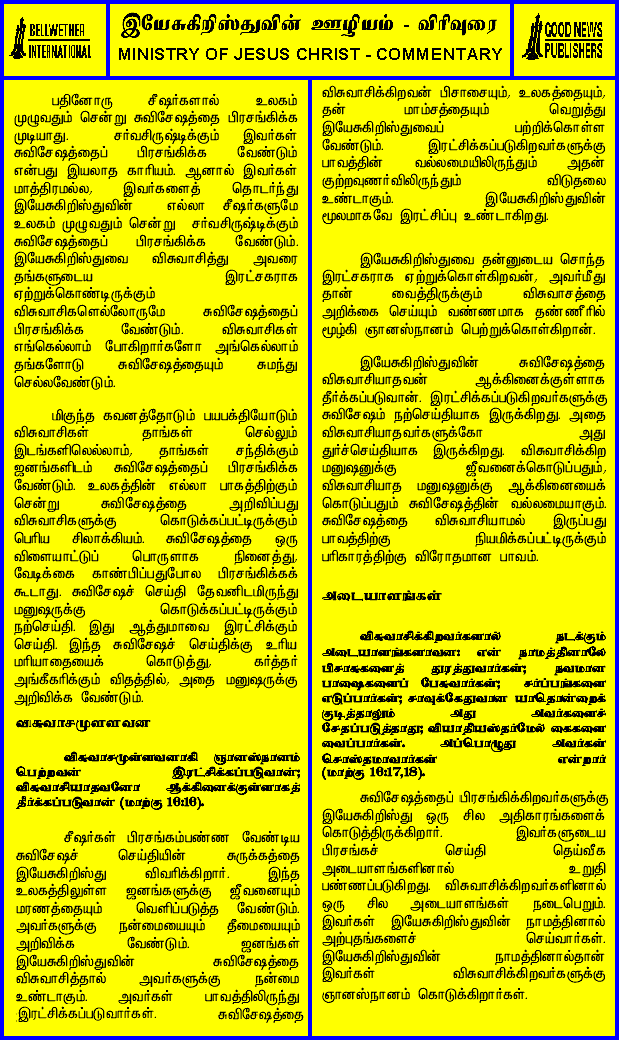 BELLWETHER
INTERNATIONAL
இயேசுகிறிஸ்துவின் ஊழியம் - விரிவுரை
MINISTRY OF JESUS CHRIST - COMMENTARY
GOOD NEWS
PUBLISHERS
பதினோரு சீஷர்களால் உலகம்
முழுவதும் சென்று சுவிசேஷத்தை பிரசங்கிக்க
முடியாது. சர்வசிருஷ்டிக்கும் இவர்கள்
சுவிசேஷத்தைப் பிரசங்கிக்க வேண்டும்
என்பது இயலாத காரியம். ஆனால் இவர்கள்
மாத்திரமல்ல, இவர்களைத் தொடர்ந்து
இயேசுகிறிஸ்துவின் எல்லா சீஷர்களுமே
உலகம் முழுவதும் சென்று சர்வசிருஷ்டிக்கும்
சுவிசேஷத்தைப் பிரசங்கிக்க வேண்டும்.
இயேசுகிறிஸ்துவை விசுவாசித்து அவரை
தங்களுடைய இரட்சகராக
ஏற்றுக்கொண்டிருக்கும்
விசுவாசிகளெல்லோருமே சுவிசேஷத்தைப்
பிரசங்கிக்க வேண்டும். விசுவாசிகள்
எங்கெல்லாம் போகிறார்களோ அங்கெல்லாம்
தங்களோடு சுவிசேஷத்தையும் சுமந்து
செல்லவேண்டும்.
மிகுந்த கவனத்தோடும் பயபக்தியோடும்
விசுவாசிகள் தாங்கள் செல்லும்
இடங்களிலெல்லாம், தாங்கள் சந்திக்கும்
ஜனங்களிடம் சுவிசேஷத்தைப் பிரசங்கிக்க
வேண்டும். உலகத்தின் எல்லா பாகத்திற்கும்
சென்று சுவிசேஷத்தை அறிவிப்பது
விசுவாசிகளுக்கு கொடுக்கப்பட்டிருக்கும்
பெரிய சிலாக்கியம். சுவிசேஷத்தை ஒரு
விளையாட்டுப் பொருளாக நினைத்து,
வேடிக்கை காண்பிப்பதுபோல பிரசங்கிக்கக்
கூடாது. சுவிசேஷச் செய்தி தேவனிடமிருந்து
மனுஷருக்கு கொடுக்கப்பட்டிருக்கும்
நற்செய்தி. இது ஆத்துமாவை இரட்சிக்கும்
செய்தி. இந்த சுவிசேஷச் செய்திக்கு உரிய
மரியாதையைக் கொடுத்து, கர்த்தர்
அங்கீகரிக்கும் விதத்தில், அதை மனுஷருக்கு
அறிவிக்க வேண்டும்.
விசுவாசமுள்ளவன்
விசுவாசமுள்ளவனாகி ஞானஸ்நானம்
பெற்றவன் இரட்சிக்கப்படுவான்;
விசுவாசியாதவனோ ஆக்கினைக்குள்ளாகத்
தீர்க்கப்படுவான் (மாற்கு 16:16).
சீஷர்கள் பிரசங்கம்பண்ண வேண்டிய
சுவிசேஷச் செய்தியின் சுருக்கத்தை
இயேசுகிறிஸ்து விவரிக்கிறார். இந்த
உலகத்திலுள்ள ஜனங்களுக்கு ஜீவனையும்
மரணத்தையும் வெளிப்படுத்த வேண்டும்.
அவர்களுக்கு நன்மையையும் தீமையையும்
அறிவிக்க வேண்டும். ஜனங்கள்
இயேசுகிறிஸ்துவின் சுவிசேஷத்தை
விசுவாசித்தால் அவர்களுக்கு நன்மை
உண்டாகும். அவர்கள் பாவத்திலிருந்து
இரட்சிக்கப்படுவார்கள். சுவிசேஷத்தை
விசுவாசிக்கிறவன் பிசாசையும், உலகத்தையும்,
தன் மாம்சத்தையும் வெறுத்து
இயேசுகிறிஸ்துவைப் பற்றிக்கொள்ள
வேண்டும். இரட்சிக்கப்படுகிறவர்களுக்கு
பாவத்தின் வல்லமையிலிருந்தும் அதன்
குற்றவுணர்விலிருந்தும் விடுதலை
உண்டாகும். இயேசுகிறிஸ்துவின்
மூலமாகவே இரட்சிப்பு உண்டாகிறது.
இயேசுகிறிஸ்துவை தன்னுடைய சொந்த
இரட்சகராக ஏற்றுக்கொள்கிறவன், அவர்மீது
தான் வைத்திருக்கும் விசுவாசத்தை
அறிக்கை செய்யும் வண்ணமாக தண்ணீரில்
மூழ்கி ஞானஸ்நானம் பெற்றுக்கொள்கிறான்.
இயேசுகிறிஸ்துவின் சுவிசேஷத்தை
விசுவாசியாதவன் ஆக்கினைக்குள்ளாக
தீர்க்கப்படுவான். இரட்சிக்கப்படுகிறவர்களுக்கு
சுவிசேஷம் நற்செய்தியாக இருக்கிறது. அதை
விசுவாசியாதவர்களுக்கோ அது
துர்ச்செய்தியாக இருக்கிறது. விசுவாசிக்கிற
மனுஷனுக்கு ஜீவனைக்கொடுப்பதும்,
விசுவாசியாத மனுஷனுக்கு ஆக்கினையைக்
கொடுப்பதும் சுவிசேஷத்தின் வல்லமையாகும்.
சுவிசேஷத்தை விசுவாசியாமல் இருப்பது
பாவத்திற்கு நியமிக்கப்பட்டிருக்கும்
பரிகாரத்திற்கு விரோதமான பாவம்.
அடையாளங்கள்
விசுவாசிக்கிறவர்களால் நடக்கும்
அடையாளங்களாவன: என் நாமத்தினாலே
பிசாசுகளைத் துரத்துவார்கள்; நவமான
பாஷைகளைப் பேசுவார்கள்; சர்ப்பங்களை
எடுப்பார்கள்; சாவுக்கேதுவான யாதொன்றைக்
குடித்தாலும் அது அவர்களைச்
சேதப்படுத்தாது; வியாதியஸ்தர்மேல் கைகளை
வைப்பார்கள். அப்பொழுது அவர்கள்
சொஸ்தமாவார்கள் என்றார்
(மாற்கு 16:17,18).
சுவிசேஷத்தைப் பிரசங்கிக்கிறவர்களுக்கு
இயேசுகிறிஸ்து ஒரு சில அதிகாரங்களைக்
கொடுத்திருக்கிறார். இவர்களுடைய
பிரசங்கச் செய்தி தெய்வீக
அடையாளங்களினால் உறுதி
பண்ணப்படுகிறது. விசுவாசிக்கிறவர்களினால்
ஒரு சில அடையாளங்கள் நடைபெறும்.
இவர்கள் இயேசுகிறிஸ்துவின் நாமத்தினால்
அற்புதங்களைச் செய்வார்கள்.
இயேசுகிறிஸ்துவின் நாமத்தினால்தான்
இவர்கள் விசுவாசிக்கிறவர்களுக்கு
ஞானஸ்நானம் கொடுக்கிறார்கள்.